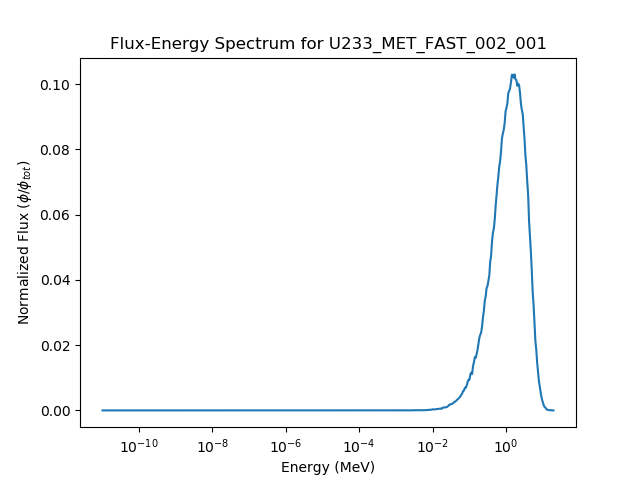 Flux-Energy Spectrum for U233_MET_FAST_002_001
Normalized Flux (ϕ/ϕ_tot)
0.10
0.08
0.06
0.04
0.02
0.00
10⁻¹⁰ 10⁻⁸ 10⁻⁶ 10⁻⁴ 10⁻² 10⁰
Energy (MeV)